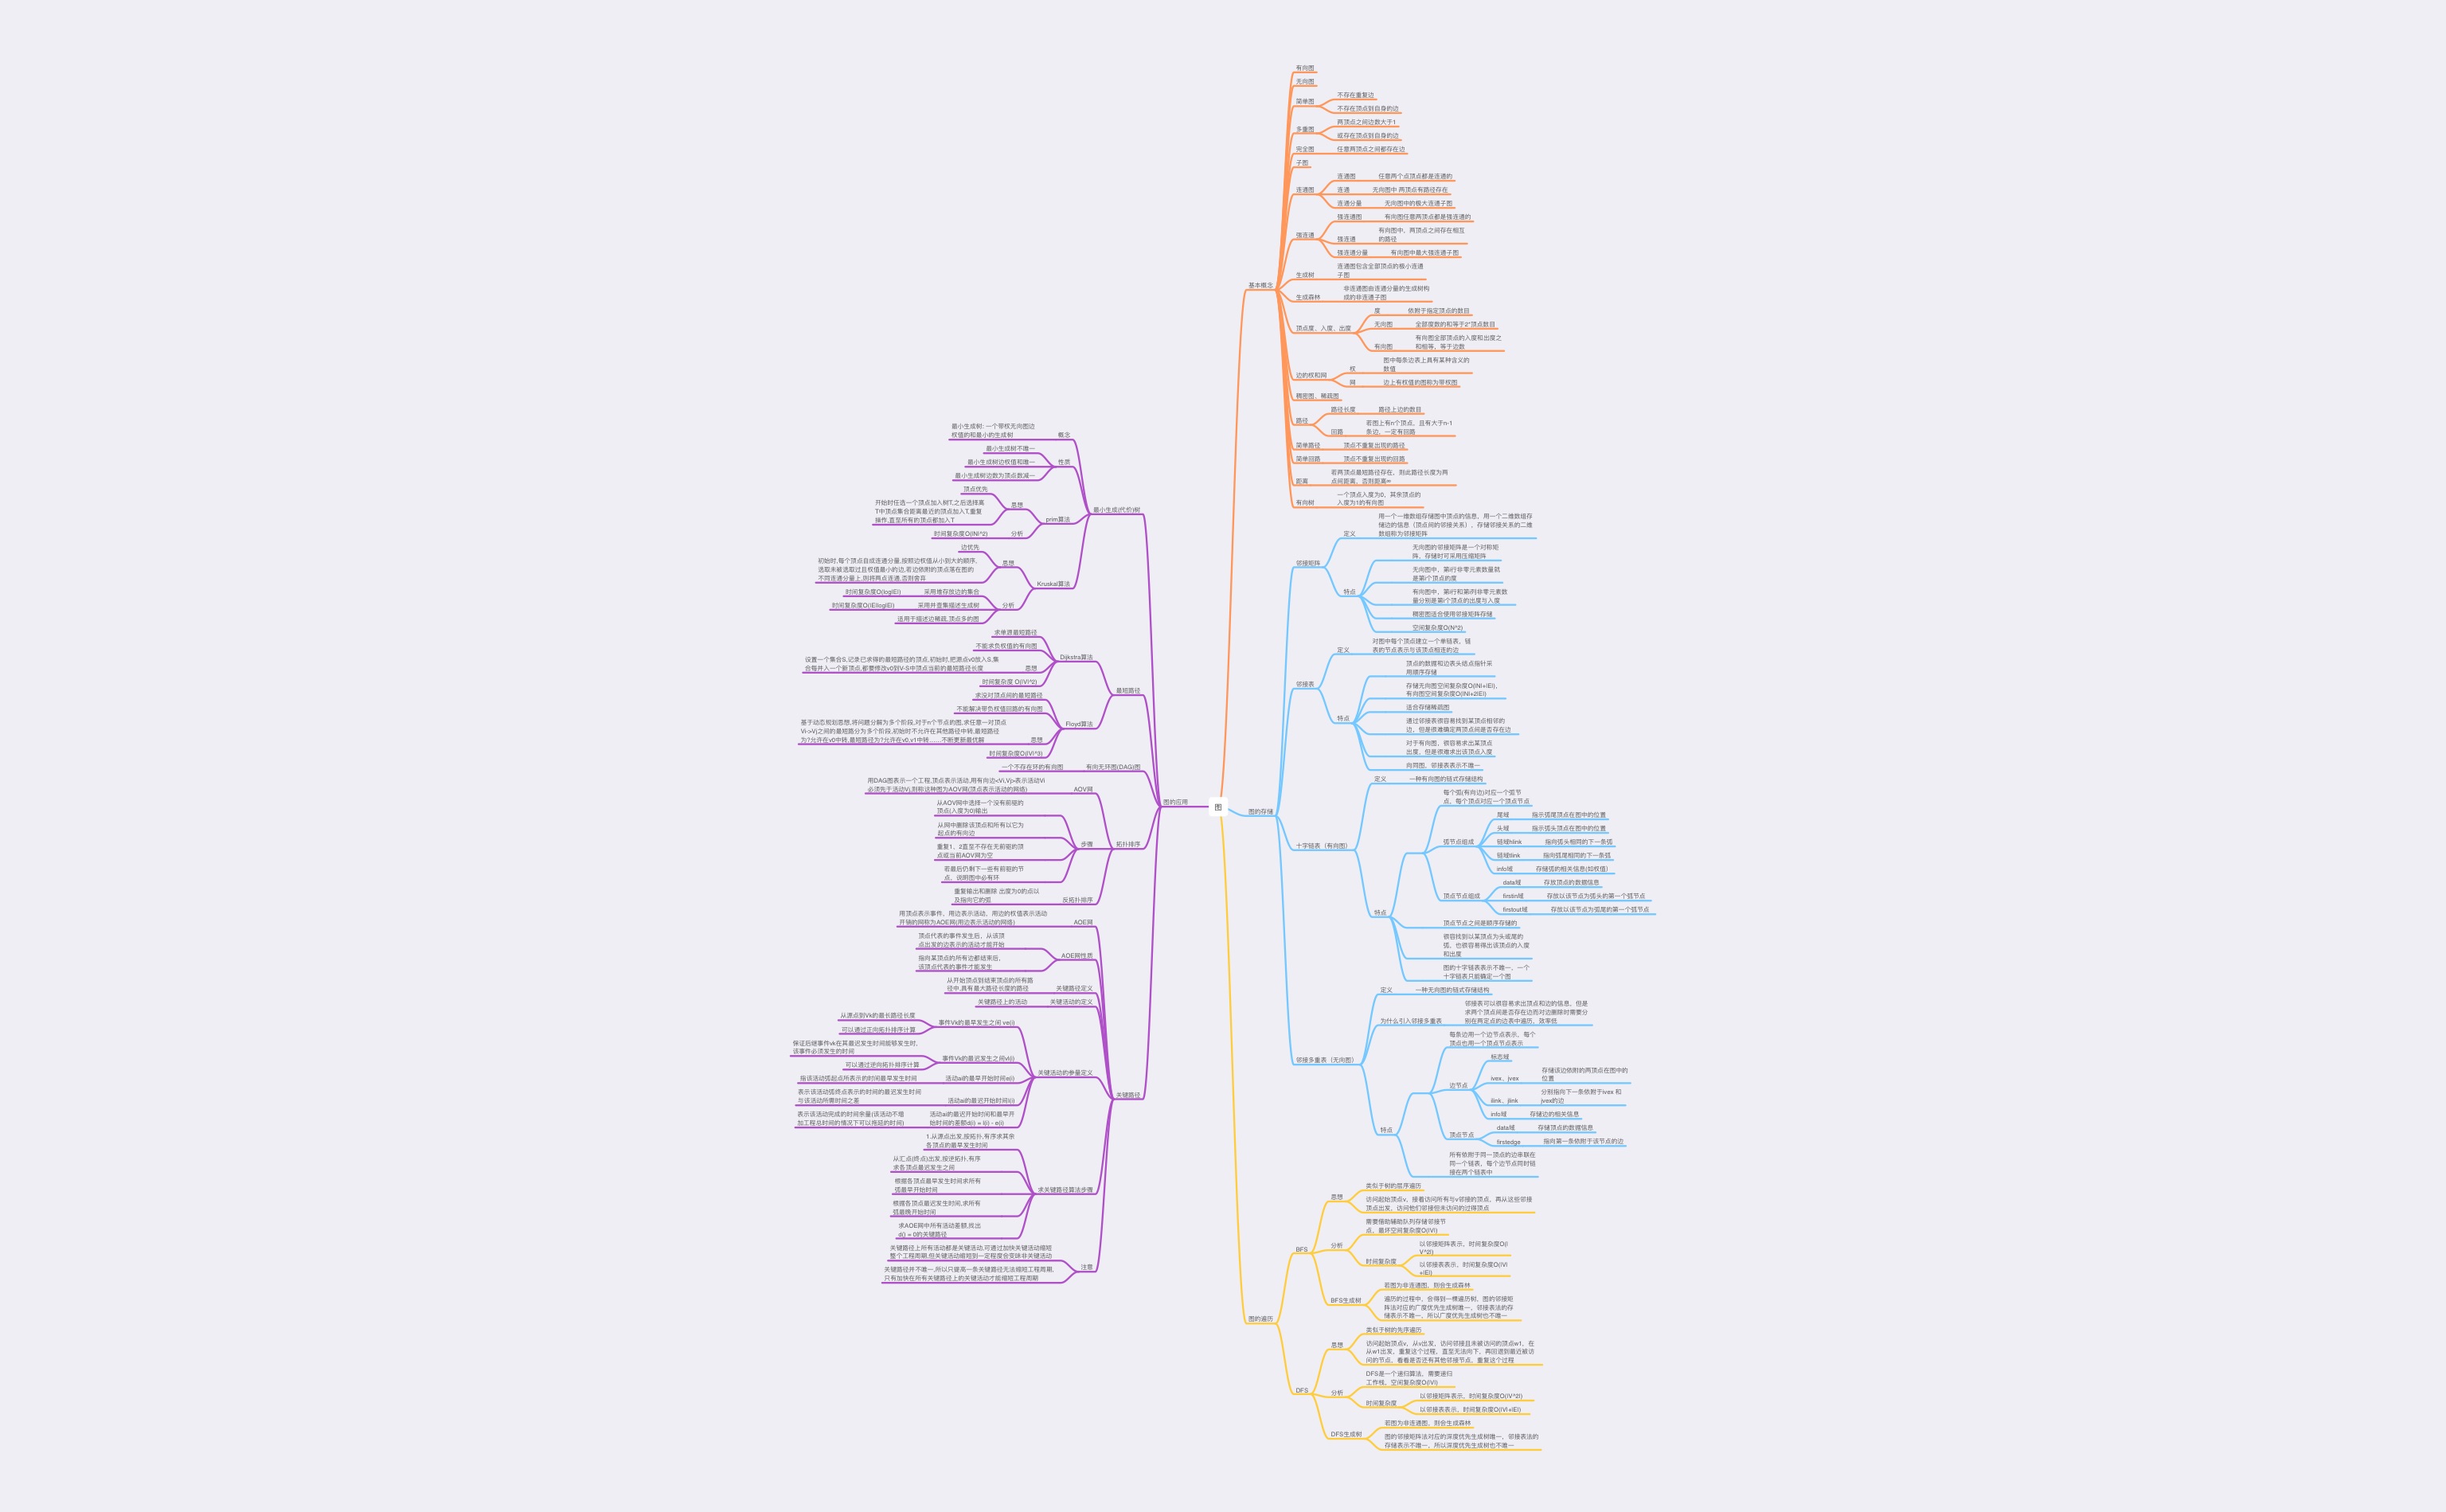 图
基本概念
有向图
无向图
简单图
不存在重复边
不存在顶点到自身的边
多重图
两顶点之间边数大于1
或存在顶点到自身的边
完全图
任意两顶点之间都存在边
子图
连通图
连通图
任意两个点顶点都是连通的
连通
无向图中 两顶点有路径存在
连通分量
无向图中的极大连通子图
强连通
强连通图
有向图任意两顶点都是强连通的
强连通
有向图中，两顶点之间存在相互
的路径
强连通分量
有向图中最大强连通子图
生成树
连通图包含全部顶点的极小连通
子图
生成森林
非连通图由连通分量的生成树构
成的非连通子图
顶点度、入度、出度
度
依附于指定顶点的数目
无向图
全部度数的和等于2*顶点数目
有向图
有向图全部顶点的入度和出度之
和相等，等于边数
边的权和网
权
图中每条边表上具有某种含义的
数值
网
边上有权值的图称为带权图
稠密图、稀疏图
路径
路径长度
路径上边的数目
回路
若图上有n个顶点，且有大于n-1
条边，一定有回路
简单路径
顶点不重复出现的路径
简单回路
顶点不重复出现的回路
距离
若两顶点最短路径存在，则此路径长度为两
点间距离，否则距离∞
有向树
一个顶点入度为0，其余顶点的
入度为1的有向图
图的存储
邻接矩阵
定义
用一个一维数组存储图中顶点的信息，用一个二维数组存
储边的信息（顶点间的邻接关系），存储邻接关系的二维
数组称为邻接矩阵
特点
无向图的邻接矩阵是一个对称矩
阵，存储时可采用压缩矩阵
无向图中，第i行非零元素数量就
是第i个顶点的度
有向图中，第i行和第i列非零元素数
量分别是第i个顶点的出度与入度
稠密图适合使用邻接矩阵存储
空间复杂度O(N^2)
邻接表
定义
对图中每个顶点建立一个单链表，链
表的节点表示与该顶点相连的边
特点
顶点的数据和边表头结点指针采
用顺序存储
存储无向图空间复杂度O(|N|+|E|)，
有向图空间复杂度O(|N|+2|E|)
适合存储稀疏图
通过邻接表很容易找到某顶点相邻的
边，但是很难确定两顶点间是否存在边
对于有向图，很容易求出某顶点
出度，但是很难求出该顶点入度
向同图，邻接表表示不唯一
十字链表（有向图）
定义
一种有向图的链式存储结构
特点
每个弧(有向边)对应一个弧节
点，每个顶点对应一个顶点节点
弧节点组成
尾域
指示弧尾顶点在图中的位置
头域
指示弧头顶点在图中的位置
链域hlink
指向弧头相同的下一条弧
链域tlink
指向弧尾相同的下一条弧
info域
存储弧的相关信息(如权值)
顶点节点组成
data域
存放顶点的数据信息
firstin域
存放以该节点为弧头的第一个弧节点
firstout域
存放以该节点为弧尾的第一个弧节点
顶点节点之间是顺序存储的
很容找到以某顶点为头或尾的
弧，也很容易得出该顶点的入度
和出度
图的十字链表表示不唯一，一个
十字链表只能确定一个图
邻接多重表（无向图）
定义
一种无向图的链式存储结构
为什么引入邻接多重表
邻接表可以很容易求出顶点和边的信息，但是
求两个顶点间是否存在边而对边删除时需要分
别在两定点的边表中遍历，效率低
特点
每条边用一个边节点表示，每个
顶点也用一个顶点节点表示
边节点
标志域
ivex、jvex
存储该边依附的两顶点在图中的
位置
ilink、jlink
分别指向下一条依附于ivex 和
jvex的边
info域
存储边的相关信息
顶点节点
data域
存储顶点的数据信息
firstedge
指向第一条依附于该节点的边
所有依附于同一顶点的边串联在
同一个链表，每个边节点同时链
接在两个链表中
图的遍历
BFS
思想
类似于树的层序遍历
访问起始顶点v，接着访问所有与v邻接的顶点，再从这些邻接
顶点出发，访问他们邻接但未访问的过得顶点
分析
需要借助辅助队列存储邻接节
点，最坏空间复杂度O(|V|)
时间复杂度
以邻接矩阵表示，时间复杂度O(|
V^2|)
以邻接表表示，时间复杂度O(|V|
+|E|)
BFS生成树
若图为非连通图，则会生成森林
遍历的过程中，会得到一棵遍历树，图的邻接矩
阵法对应的广度优先生成树唯一，邻接表法的存
储表示不唯一，所以广度优先生成树也不唯一
DFS
思想
类似于树的先序遍历
访问起始顶点v，从v出发，访问邻接且未被访问的顶点w1，在
从w1出发，重复这个过程，直至无法向下，再回退到最近被访
问的节点，看看是否还有其他邻接节点，重复这个过程
分析
DFS是一个递归算法，需要递归
工作栈，空间复杂度O(|V|)
时间复杂度
以邻接矩阵表示，时间复杂度O(|V^2|)
以邻接表表示，时间复杂度O(|V|+|E|)
DFS生成树
若图为非连通图，则会生成森林
图的邻接矩阵法对应的深度优先生成树唯一，邻接表法的
存储表示不唯一，所以深度优先生成树也不唯一
图的应用
最小生成(代价)树
概念
最小生成树: 一个带权无向图边
权值的和最小的生成树
性质
最小生成树不唯一
最小生成树边权值和唯一
最小生成树边数为顶点数减一
prim算法
思想
顶点优先
开始时任选一个顶点加入树T,之后选择离
T中顶点集合距离最近的顶点加入T,重复
操作,直至所有的顶点都加入T
分析
时间复杂度O(|N|^2)
Kruskal算法
思想
边优先
初始时,每个顶点自成连通分量,按照边权值从小到大的顺序,
选取未被选取过且权值最小的边,若边依附的顶点落在图的
不同连通分量上,则将两点连通,否则舍弃
分析
采用堆存放边的集合
时间复杂度O(log|E|)
采用并查集描述生成树
时间复杂度O(|E|log|E|)
适用于描述边稀疏,顶点多的图
最短路径
Dijkstra算法
求单源最短路径
不能求负权值的有向图
思想
设置一个集合S,记录已求得的最短路径的顶点,初始时,把源点v0放入S,集
合每并入一个新顶点,都要修改v0到V-S中顶点当前的最短路径长度
时间复杂度 O(|V|^2)
Floyd算法
求没对顶点间的最短路径
不能解决带负权值回路的有向图
思想
基于动态规划思想,将问题分解为多个阶段,对于n个节点的图,求任意一对顶点
Vi->Vj之间的最短路分为多个阶段,初始时不允许在其他路径中转,最短路径
为?允许在v0中转,最短路径为?允许在v0,v1中转……不断更新最优解
时间复杂度O(|V|^3)
有向无环图(DAG)图
一个不存在环的有向图
拓扑排序
AOV网
用DAG图表示一个工程,顶点表示活动,用有向边<Vi,Vj>表示活动Vi
必须先于活动Vj,则称这种图为AOV网(顶点表示活动的网络)
步骤
从AOV网中选择一个没有前驱的
顶点(入度为0)输出
从网中删除该顶点和所有以它为
起点的有向边
重复1、2直至不存在无前驱的顶
点或当前AOV网为空
若最后仍剩下一些有前驱的节
点，说明图中必有环
反拓扑排序
重复输出和删除 出度为0的点以
及指向它的弧
关键路径
AOE网
用顶点表示事件，用边表示活动，用边的权值表示活动
开销的网称为AOE网(用边表示活动的网络)
AOE网性质
顶点代表的事件发生后，从该顶
点出发的边表示的活动才能开始
指向某顶点的所有边都结束后，
该顶点代表的事件才能发生
关键路径定义
从开始顶点到结束顶点的所有路
径中,具有最大路径长度的路径
关键活动的定义
关键路径上的活动
关键活动的参量定义
事件Vk的最早发生之间 ve(i)
从源点到Vk的最长路径长度
可以通过正向拓扑排序计算
事件Vk的最迟发生之间vl(i)
保证后继事件vk在其最迟发生时间能够发生时,
该事件必须发生的时间
可以通过逆向拓扑排序计算
活动ai的最早开始时间e(i)
指该活动弧起点所表示的时间最早发生时间
活动ai的最迟开始时间l(i)
表示该活动弧终点表示的时间的最迟发生时间
与该活动所需时间之差
活动ai的最迟开始时间和最早开
始时间的差额d(i) = l(i) - e(i)
表示该活动完成的时间余量(该活动不增
加工程总时间的情况下可以拖延的时间)
求关键路径算法步骤
1.从源点出发,按拓扑,有序求其余
各顶点的最早发生时间
从汇点(终点)出发,按逆拓扑,有序
求各顶点最迟发生之间
根据各顶点最早发生时间求所有
弧最早开始时间
根据各顶点最迟发生时间,求所有
弧最晚开始时间
求AOE网中所有活动差额,找出
d() = 0的关键路径
注意
关键路径上所有活动都是关键活动,可通过加快关键活动缩短
整个工程周期,但关键活动缩短到一定程度会变味非关键活动
关键路径并不唯一,所以只提高一条关键路径无法缩短工程周期,
只有加快在所有关键路径上的关键活动才能缩短工程周期